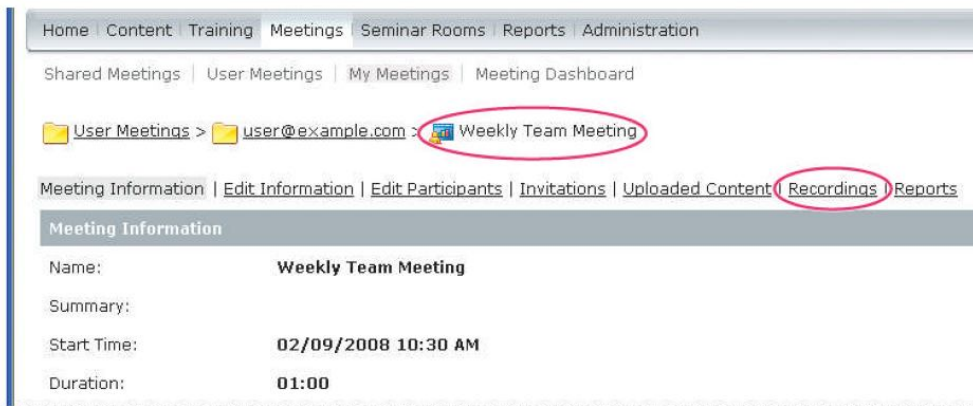 Home | Content | Training | Meetings | Seminar Rooms | Reports | Administration
Shared Meetings | User Meetings | My Meetings | Meeting Dashboard
User Meetings > user@example.com > Weekly Team Meeting
Meeting Information | Edit Information | Edit Participants | Invitations | Uploaded Content | Recordings | Reports
Meeting Information
Name: Weekly Team Meeting
Summary:
Start Time: 02/09/2008 10:30 AM
Duration: 01:00